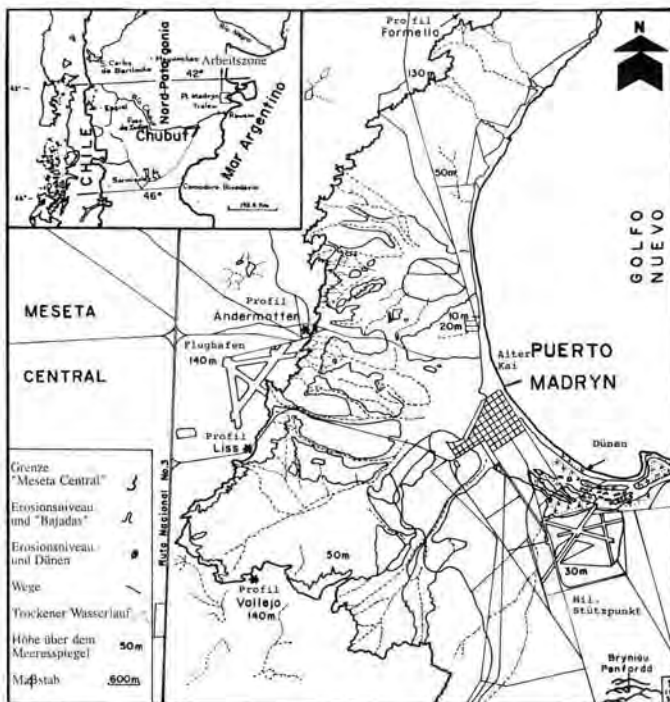 Profil
Formello
130m
N
42°
Arbeitszone
Nord-Patagonia
Pt. Madryn
Trelew
Rawson
Esquel
Chubut
CHILE
Mar Argentino
Sarmiento
Comodoro Rivadavia
46°
50m
GOLFO
NUEVO
MESETA
CENTRAL
Profil
Andermatten
Flughafen
140m
10m
20m
Alter
Kai
PUERTO
MADRYN
Profil
Liss
Dünen
Ruta Nacional No.3
50m
30m
Mil.
Stützpunkt
Profil
Vallejo
140m
Bryniau
Penfordd
Grenze
"Meseta Central"
Erosionsniveau
und "Bajadas"
Erosionsniveau
und Dünen
Wege
Trockener Wasserlauf
Höhe über dem
Meeresspiegel 50m
Maßstab 600m